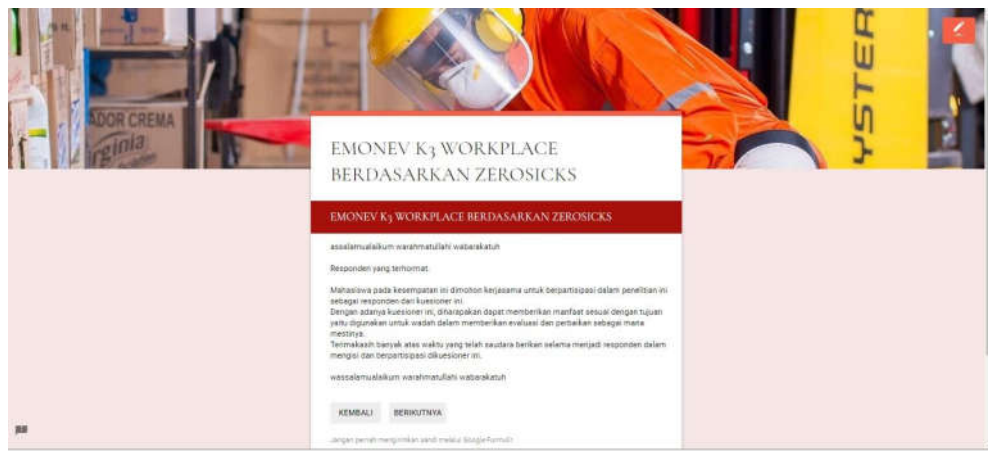 ADOR CREMA
Virginia
YSTER
EMONEV K3 WORKPLACE
BERDASARKAN ZEROSICKS
EMONEV K3 WORKPLACE BERDASARKAN ZEROSICKS
assalamualaikum warahmatullahi wabarakatuh
Responden yang terhormat
Mahasiswa pada kesempatan ini dimohon kerjasama untuk berpartisipasi dalam penelitian ini
sebagai responden dari kuesioner ini.
Dengan adanya kuesioner ini, diharapakan dapat memberikan manfaat sesuai dengan tujuan
yaitu digunakan untuk wadah dalam memberikan evaluasi dan perbaikan sebagai mana
mestinya.
Terimakasih banyak atas waktu yang telah saudara berikan selama menjadi responden dalam
mengisi dan berpartisipasi dikuesioner ini.
wassalamualaikum warahmatullahi wabarakatuh
KEMBALI
BERIKUTNYA
Jangan pernah mengirimkan sandi melalui Google Formulir